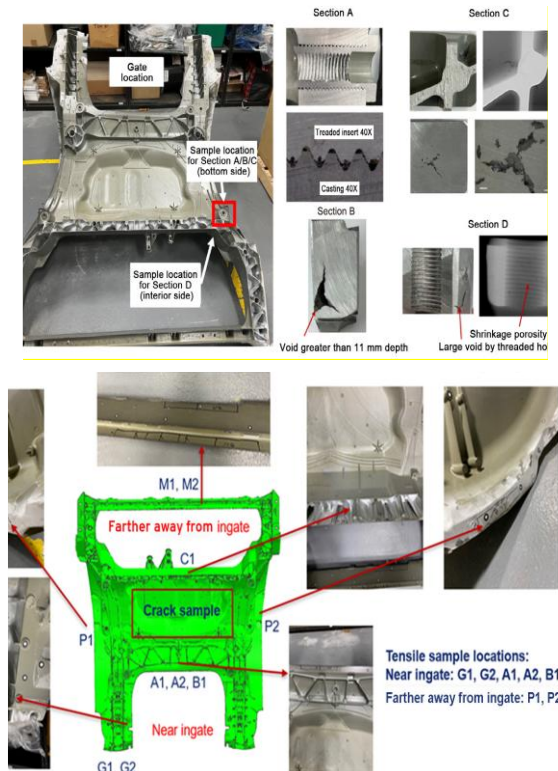 Section A
Section C
Gate
location
Sample location
for Section A/B/C
(bottom side)
Treaded insert 40X
Casting 40X
Section B
Section D
Sample location
for Section D
(interior side)
Void greater than 11 mm depth
Shrinkage porosity
Large void by threaded ho
M1, M2
Farther away from ingate
C1
Crack sample
P1
P2
A1, A2, B1
Near ingate
G1, G2
Tensile sample locations:
Near ingate: G1, G2, A1, A2, B1
Farther away from ingate: P1, P2